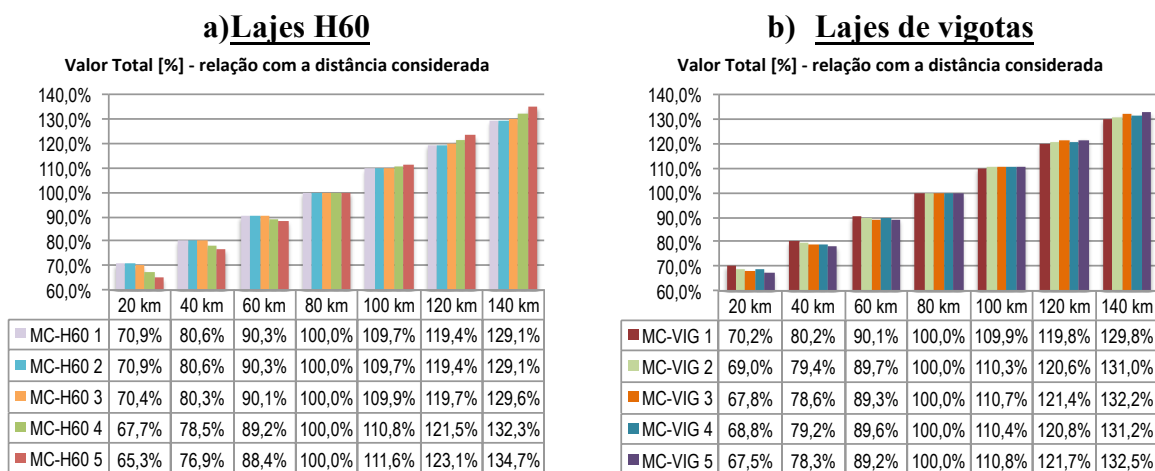 a)Lajes H60
Valor Total [%] - relação com a distância considerada
140,0%
130,0%
120,0%
110,0%
100,0%
90,0%
80,0%
70,0%
60,0%
20 km 40 km 60 km 80 km 100 km 120 km 140 km
MC-H60 1 70,9% 80,6% 90,3% 100,0% 109,7% 119,4% 129,1%
MC-H60 2 70,9% 80,6% 90,3% 100,0% 109,7% 119,4% 129,1%
MC-H60 3 70,4% 80,3% 90,1% 100,0% 109,9% 119,7% 129,6%
MC-H60 4 67,7% 78,5% 89,2% 100,0% 110,8% 121,5% 132,3%
MC-H60 5 65,3% 76,9% 88,4% 100,0% 111,6% 123,1% 134,7%
b) Lajes de vigotas
Valor Total [%] - relação com a distância considerada
140,0%
130,0%
120,0%
110,0%
100,0%
90,0%
80,0%
70,0%
60,0%
20 km 40 km 60 km 80 km 100 km 120 km 140 km
MC-VIG 1 70,2% 80,2% 90,1% 100,0% 109,9% 119,8% 129,8%
MC-VIG 2 69,0% 79,4% 89,7% 100,0% 110,3% 120,6% 131,0%
MC-VIG 3 67,8% 78,6% 89,3% 100,0% 110,7% 121,4% 132,2%
MC-VIG 4 68,8% 79,2% 89,6% 100,0% 110,4% 120,8% 131,2%
MC-VIG 5 67,5% 78,3% 89,2% 100,0% 110,8% 121,7% 132,5%